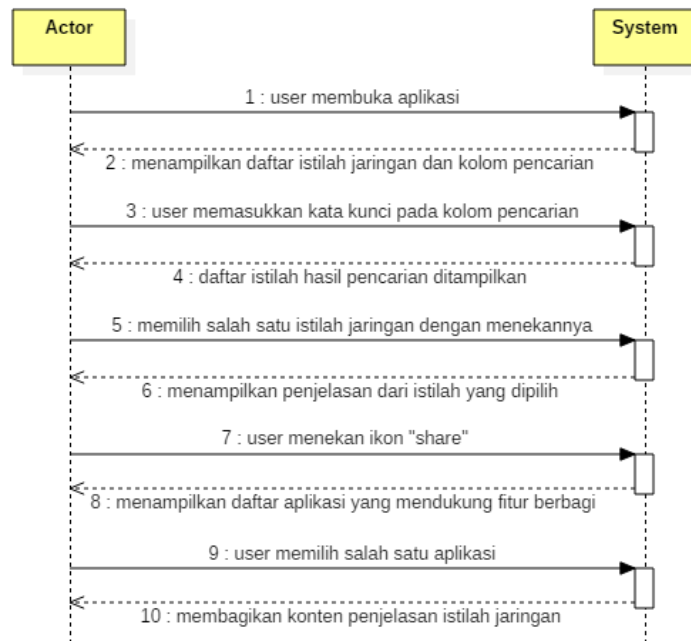 Actor
System
1 : user membuka aplikasi
2 : menampilkan daftar istilah jaringan dan kolom pencarian
3 : user memasukkan kata kunci pada kolom pencarian
4 : daftar istilah hasil pencarian ditampilkan
5 : memilih salah satu istilah jaringan dengan menekannya
6 : menampilkan penjelasan dari istilah yang dipilih
7 : user menekan ikon "share"
8 : menampilkan daftar aplikasi yang mendukung fitur berbagi
9 : user memilih salah satu aplikasi
10 : membagikan konten penjelasan istilah jaringan